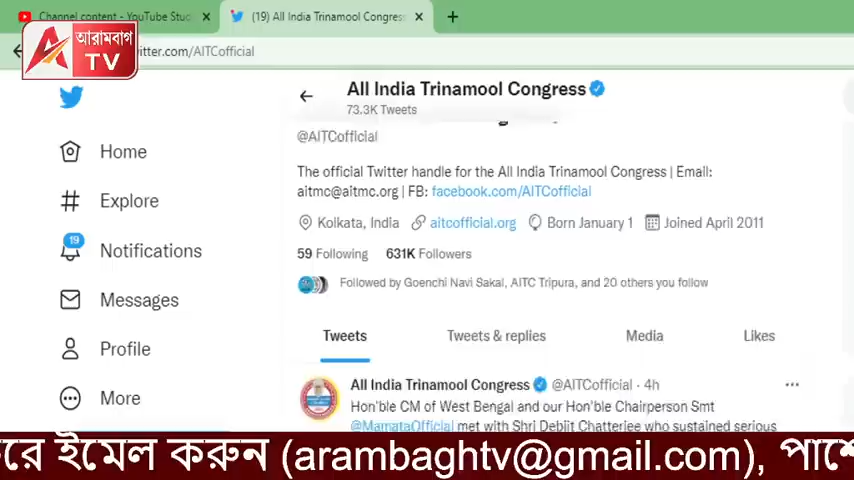 Channel content - YouTube Stud
(19) All India Trinamool Congress
আরামবাগ
TV
itter.com/AITCofficial
All India Trinamool Congress
73.3K Tweets
@AITCofficial
The official Twitter handle for the All India Trinamool Congress | Email:
aitmc@aitmc.org | FB: facebook.com/AITCofficial
Kolkata, India aitcofficial.org Born January 1 Joined April 2011
59 Following 631K Followers
Followed by Goenchi Navi Sakal, AITC Tripura, and 20 others you follow
Home
Explore
19
Notifications
Messages
Profile
More
Tweets Tweets & replies Media Likes
All India Trinamool Congress @AITCofficial · 4h
Hon'ble CM of West Bengal and our Hon'ble Chairperson Smt
@MamataOfficial met with Shri Debjit Chatterjee who sustained serious
রে ইমেল করুন (arambaghtv@gmail.com), পাশে